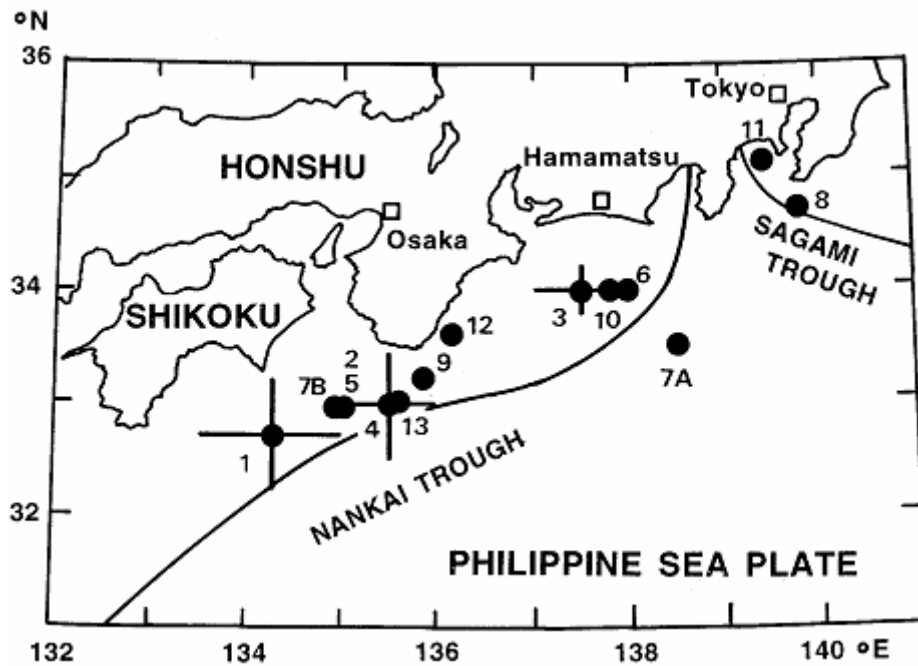 °N
36
Tokyo
11
HONSHU
Hamamatsu
8
Osaka
SAGAMI
TROUGH
34
6
SHIKOKU
3
10
12
2
9
7B
5
7A
4
13
1
NANKAI TROUGH
32
PHILIPPINE SEA PLATE
132
134
136
138
140
°E